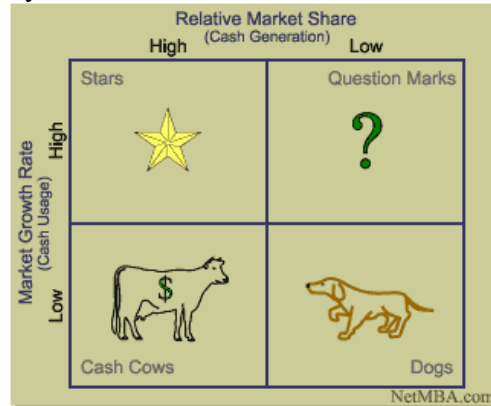 Relative Market Share
(Cash Generation)
High Low
Stars Question Marks
?
Market Growth Rate
(Cash Usage)
High
Low
$
Cash Cows Dogs
NetMBA.com